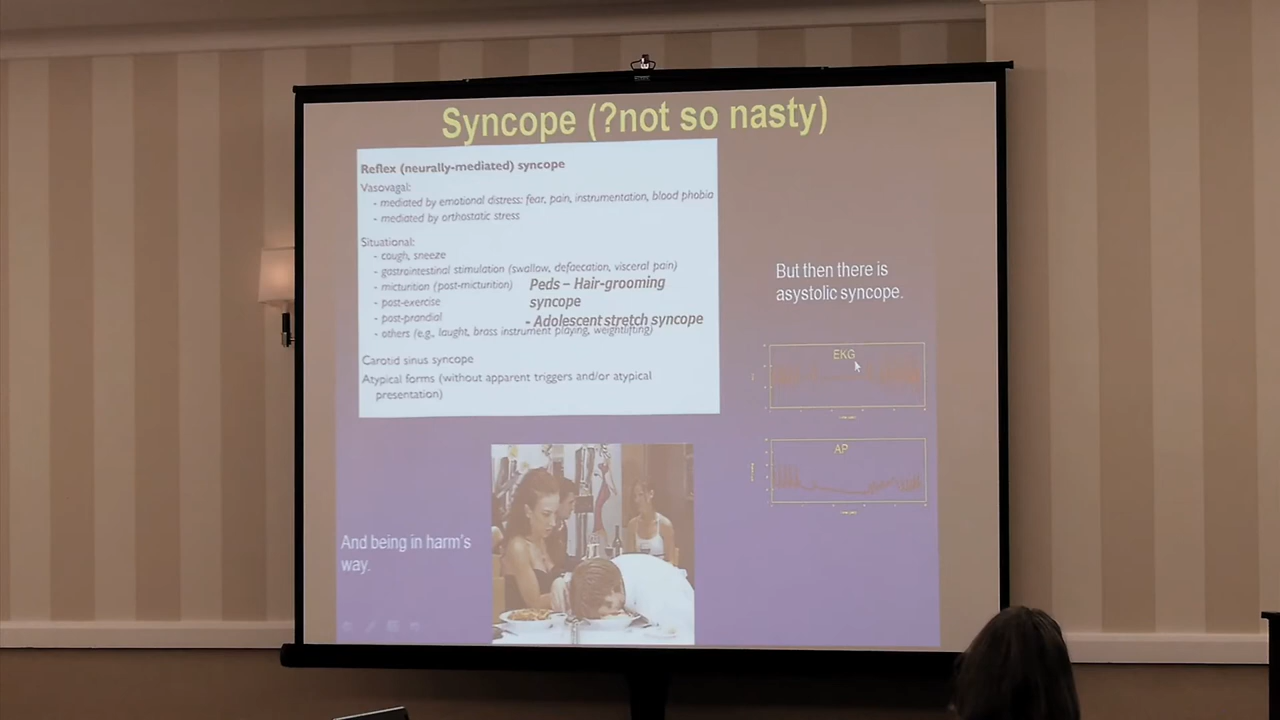 Syncope (?not so nasty)
Reflex (neurally-mediated) syncope
Vasovagal:
- mediated by emotional distress: fear, pain, instrumentation, blood phobia
- mediated by orthostatic stress
Situational:
- cough, sneeze
- gastrointestinal stimulation (swallow, defaecation, visceral pain)
- micturition (post-micturition)
- post-exercise
- post-prandial
- others (e.g., laught, brass instrument playing, weightlifting)
Peds – Hair-grooming
syncope
- Adolescent stretch syncope
Carotid sinus syncope
Atypical forms (without apparent triggers and/or atypical
presentation)
But then there is
asystolic syncope.
EKG
AP
And being in harm's
way.